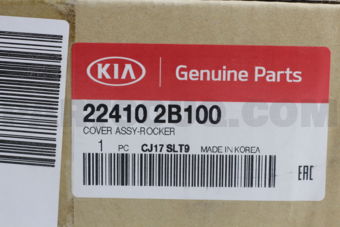 KIA Genuine Parts
22410 2B100
COVER ASSY-ROCKER
1 PC CJ17 SLT9 MADE IN KOREA
EAC